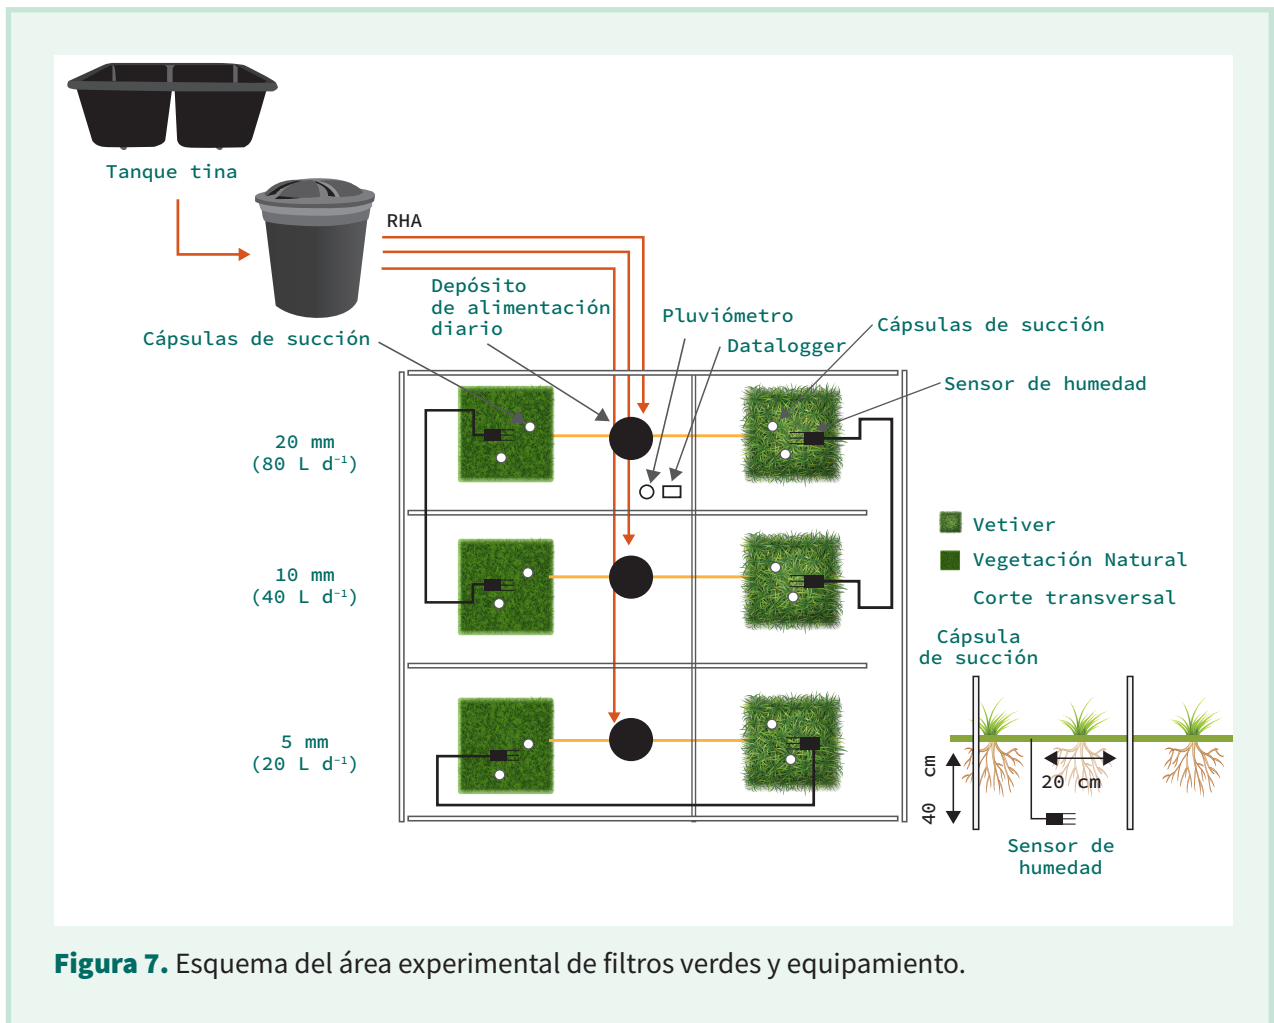 Tanque tina
RHA
Depósito
de alimentación
diario
Pluviómetro
Datalogger
Cápsulas de succión
Cápsulas de succión
Sensor de humedad
20 mm
(80 L d⁻¹)
10 mm
(40 L d⁻¹)
5 mm
(20 L d⁻¹)
Vetiver
Vegetación Natural
Corte transversal
Cápsula
de succión
40 cm
20 cm
Sensor de
humedad
Figura 7. Esquema del área experimental de filtros verdes y equipamiento.